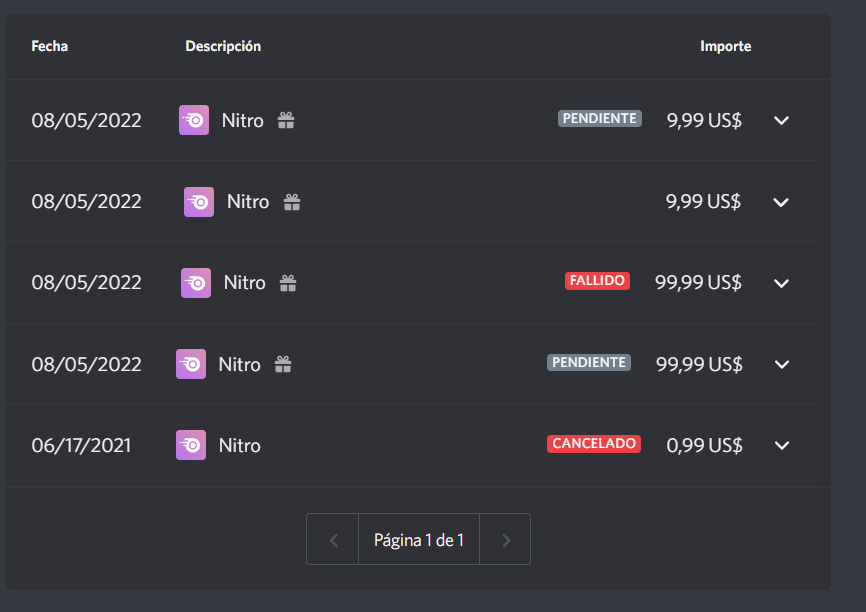 Fecha Descripción Importe
08/05/2022 Nitro PENDIENTE 9,99 US$
08/05/2022 Nitro 9,99 US$
08/05/2022 Nitro FALLIDO 99,99 US$
08/05/2022 Nitro PENDIENTE 99,99 US$
06/17/2021 Nitro CANCELADO 0,99 US$
Página 1 de 1